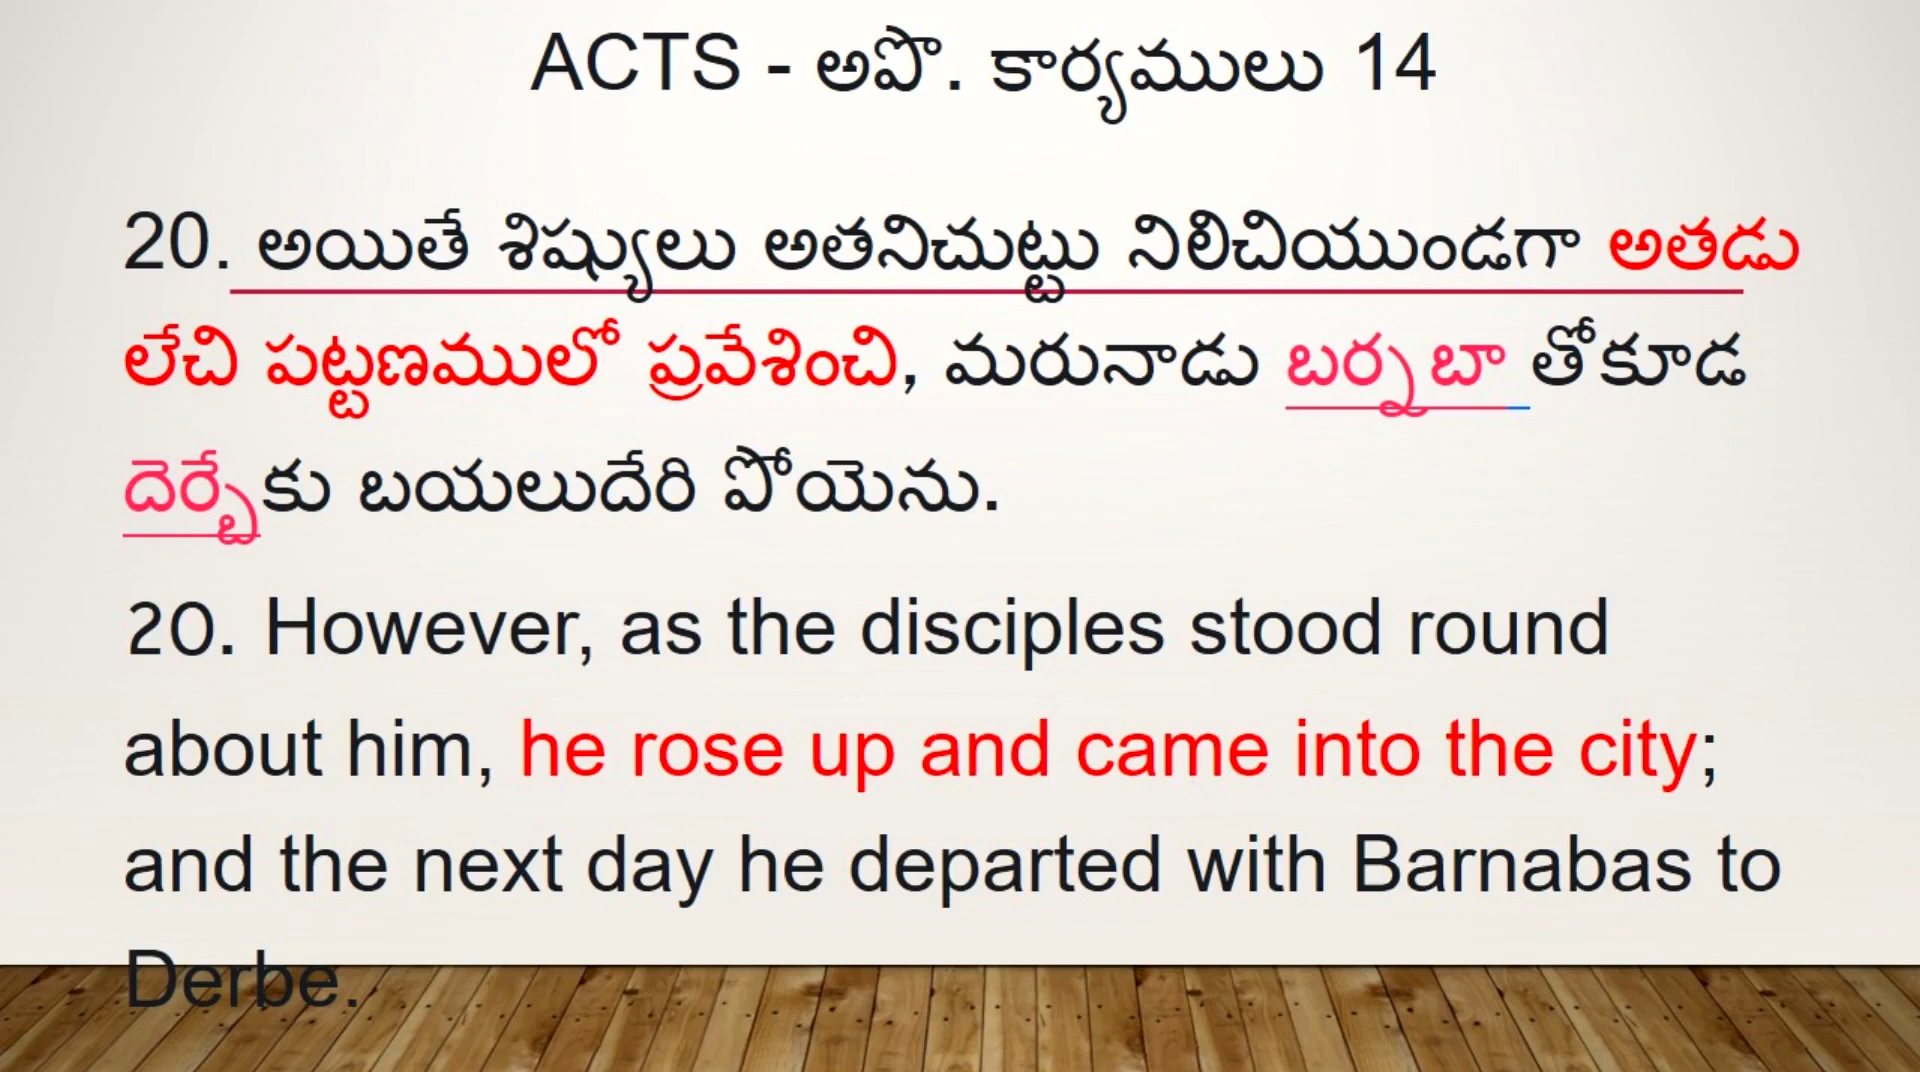 ACTS - అపొ. కార్యములు 14
20. అయితే శిష్యులు అతనిచుట్టు నిలిచియుండగా అతడు
లేచి పట్టణములో ప్రవేశించి, మరునాడు బర్నబా తోకూడ
దెర్బేకు బయలుదేరి పోయెను.
20. However, as the disciples stood round
about him, he rose up and came into the city;
and the next day he departed with Barnabas to
Derbe.